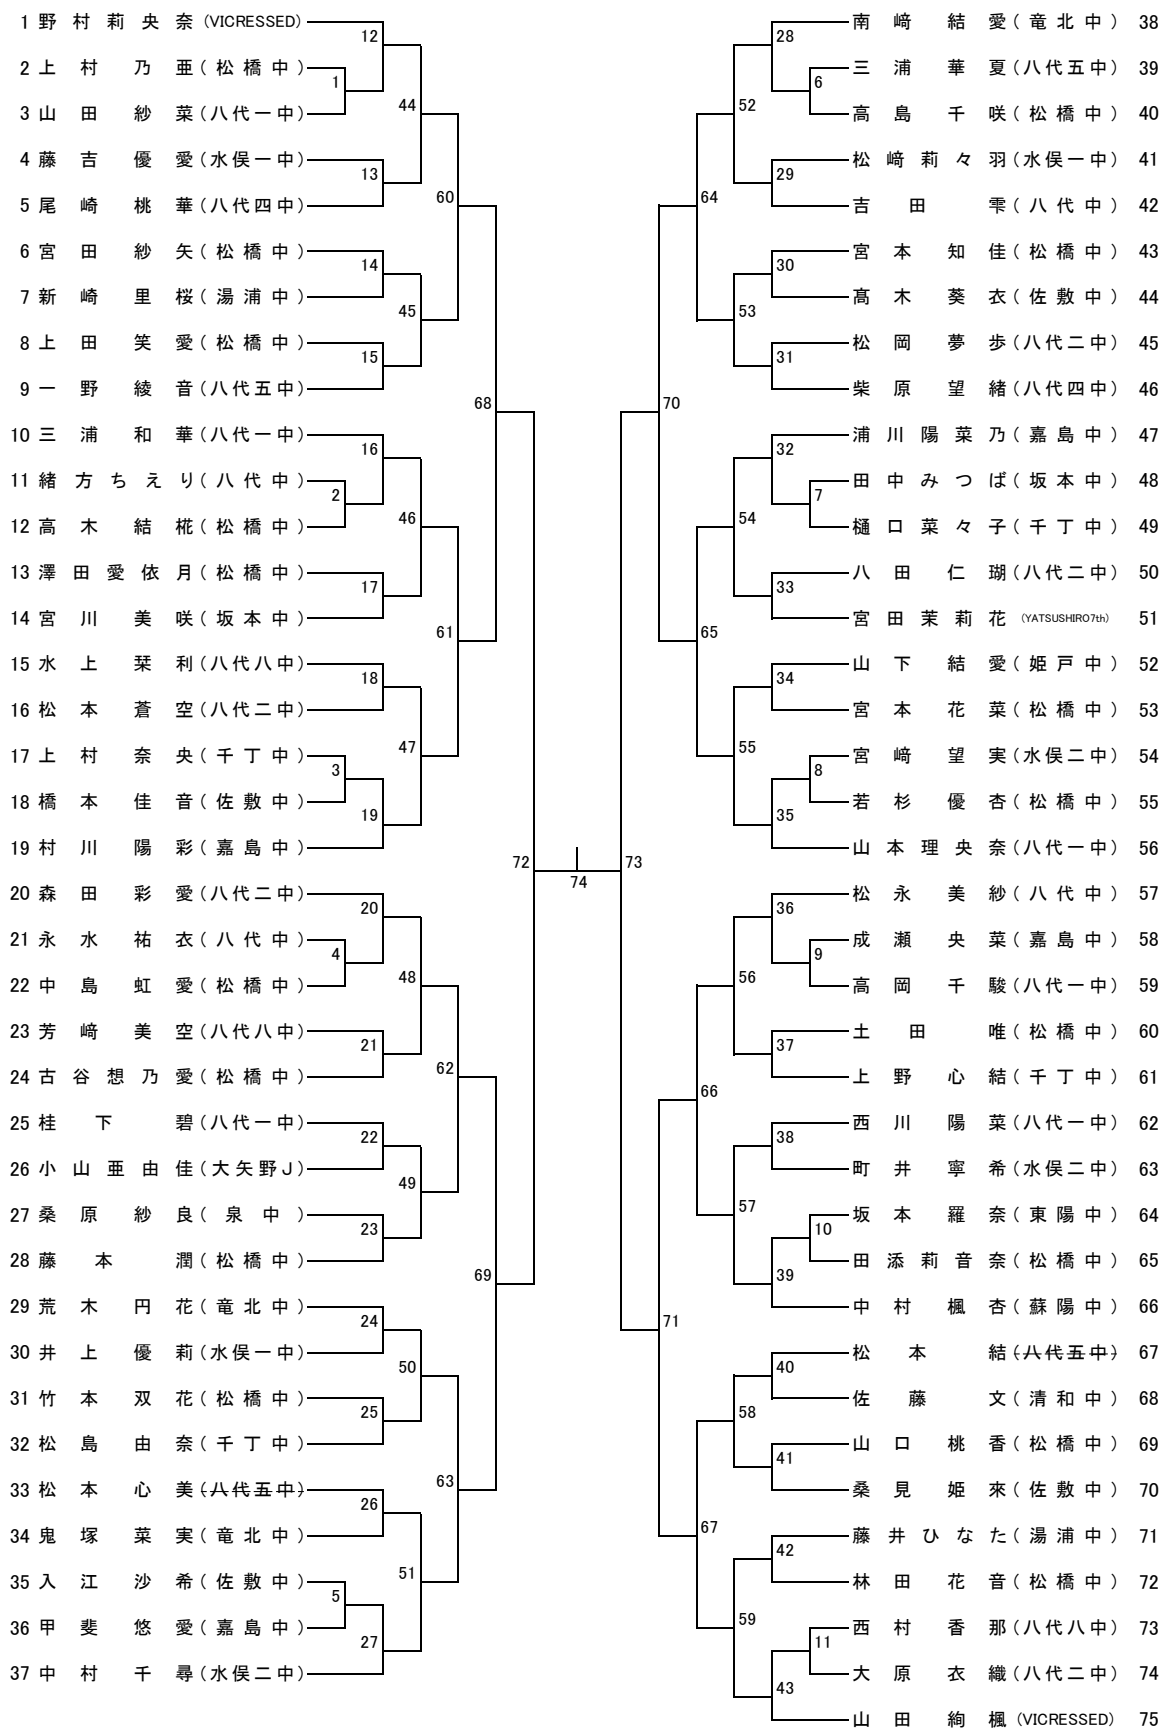 1 野村莉央奈 (VICRESSED)
2 上村乃亜 (松橋中)
3 山田紗菜 (八代一中)
4 藤吉優愛 (水俣一中)
5 尾崎桃華 (八代四中)
6 宮田紗矢 (松橋中)
7 新崎里桜 (湯浦中)
8 上田笑愛 (松橋中)
9 一野綾音 (八代五中)
10 三浦和華 (八代一中)
11 緒方ちえり (八代中)
12 高木結椛 (松橋中)
13 澤田愛依月 (松橋中)
14 宮川美咲 (坂本中)
15 水上栞利 (八代八中)
16 松本蒼空 (八代二中)
17 上村奈央 (千丁中)
18 橋本佳音 (佐敷中)
19 村川陽彩 (嘉島中)
20 森田彩愛 (八代二中)
21 永水祐衣 (八代中)
22 中島虹愛 (松橋中)
23 芳﨑美空 (八代八中)
24 古谷想乃愛 (松橋中)
25 桂下碧 (八代一中)
26 小山亜由佳 (大矢野J)
27 桑原紗良 (泉中)
28 藤本潤 (松橋中)
29 荒木円花 (竜北中)
30 井上優莉 (水俣一中)
31 竹本双花 (松橋中)
32 松島由奈 (千丁中)
33 松本心美 (八代五中)
34 鬼塚菜実 (竜北中)
35 入江沙希 (佐敷中)
36 甲斐悠愛 (嘉島中)
37 中村千尋 (水俣二中)
1
2
3
4
5
12
13
14
15
16
17
18
19
20
21
22
23
24
25
26
27
44
45
46
47
48
49
50
51
60
61
62
63
68
69
72
74
73
70
71
64
65
66
67
52
53
54
55
56
57
58
59
28
29
30
31
32
33
34
35
36
37
38
39
40
41
42
43
6
7
8
9
10
11
南﨑結愛 (竜北中) 38
三浦華夏 (八代五中) 39
高島千咲 (松橋中) 40
松﨑莉々羽 (水俣一中) 41
吉田雫 (八代中) 42
宮本知佳 (松橋中) 43
髙木葵衣 (佐敷中) 44
松岡夢歩 (八代二中) 45
柴原望緒 (八代四中) 46
浦川陽菜乃 (嘉島中) 47
田中みつば (坂本中) 48
樋口菜々子 (千丁中) 49
八田仁瑚 (八代二中) 50
宮田茉莉花 (YATSUSHIRO7th) 51
山下結愛 (姫戸中) 52
宮本花菜 (松橋中) 53
宮﨑望実 (水俣二中) 54
若杉優杏 (松橋中) 55
山本理央奈 (八代一中) 56
松永美紗 (八代中) 57
成瀬央菜 (嘉島中) 58
高岡千駿 (八代一中) 59
土田唯 (松橋中) 60
上野心結 (千丁中) 61
西川陽菜 (八代一中) 62
町井寧希 (水俣二中) 63
坂本羅奈 (東陽中) 64
田添莉音奈 (松橋中) 65
中村楓杏 (蘇陽中) 66
松本結 (八代五中) 67
佐藤文 (清和中) 68
山口桃香 (松橋中) 69
桑見姫來 (佐敷中) 70
藤井ひなた (湯浦中) 71
林田花音 (松橋中) 72
西村香那 (八代八中) 73
大原衣織 (八代二中) 74
山田絢楓 (VICRESSED) 75